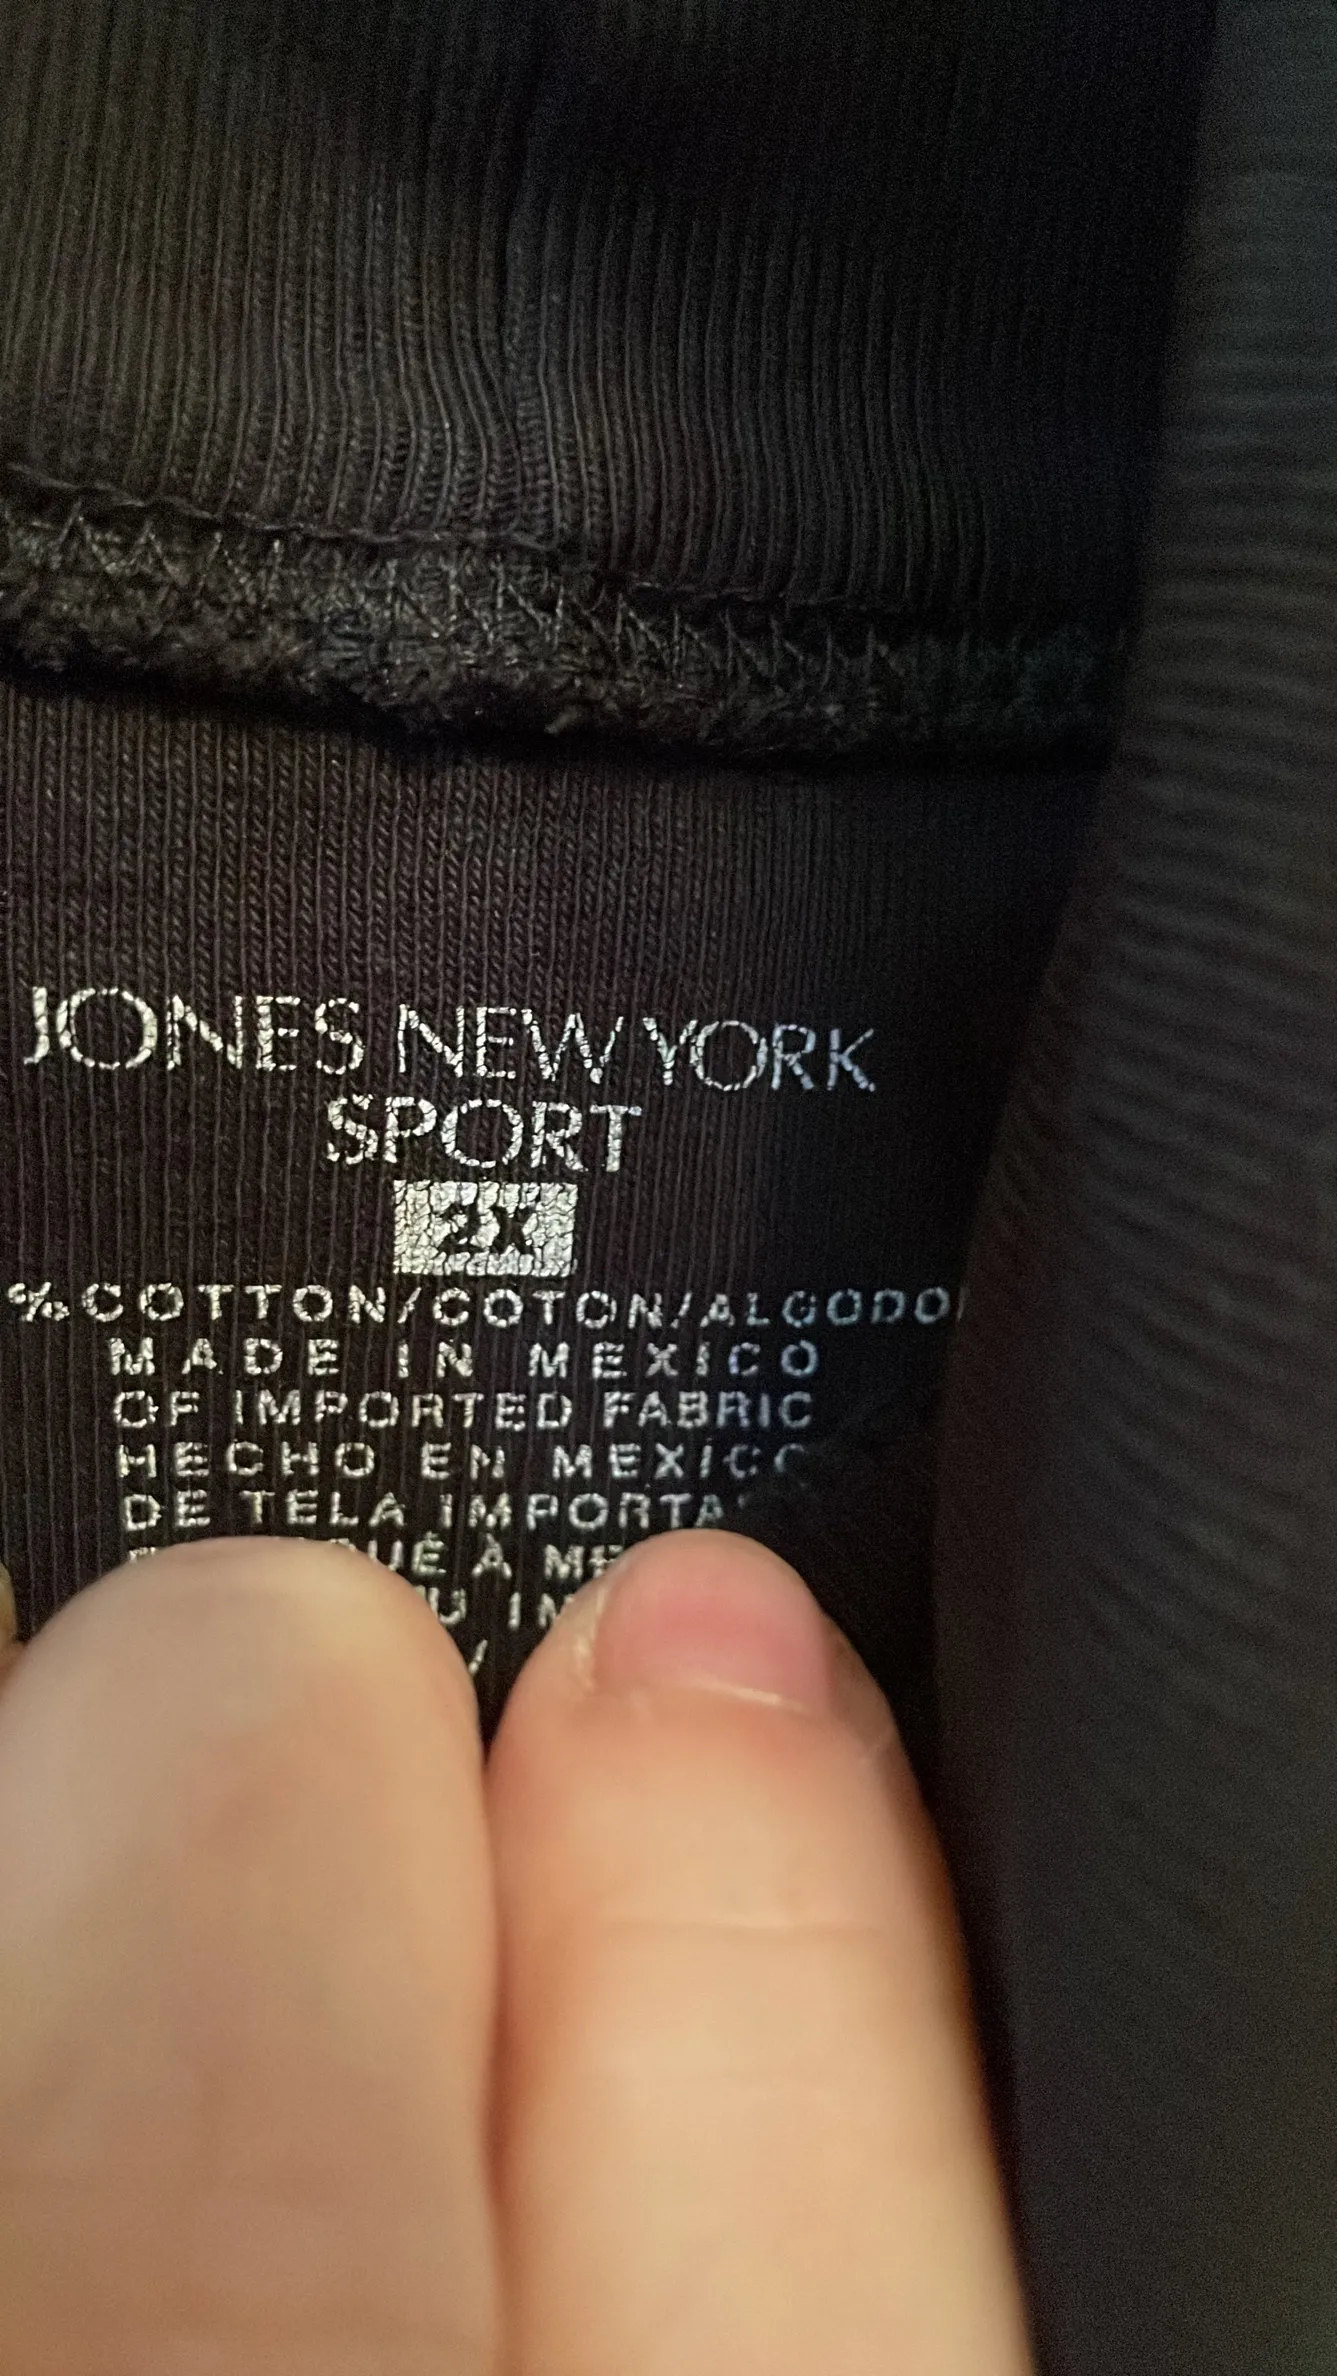 JONES NEW YORK
SPORT
2X
% COTTON/COTON/ALGODO
MADE IN MEXICO
OF IMPORTED FABRIC
HECHO EN MEXICO
DE TELA IMPORTA
À